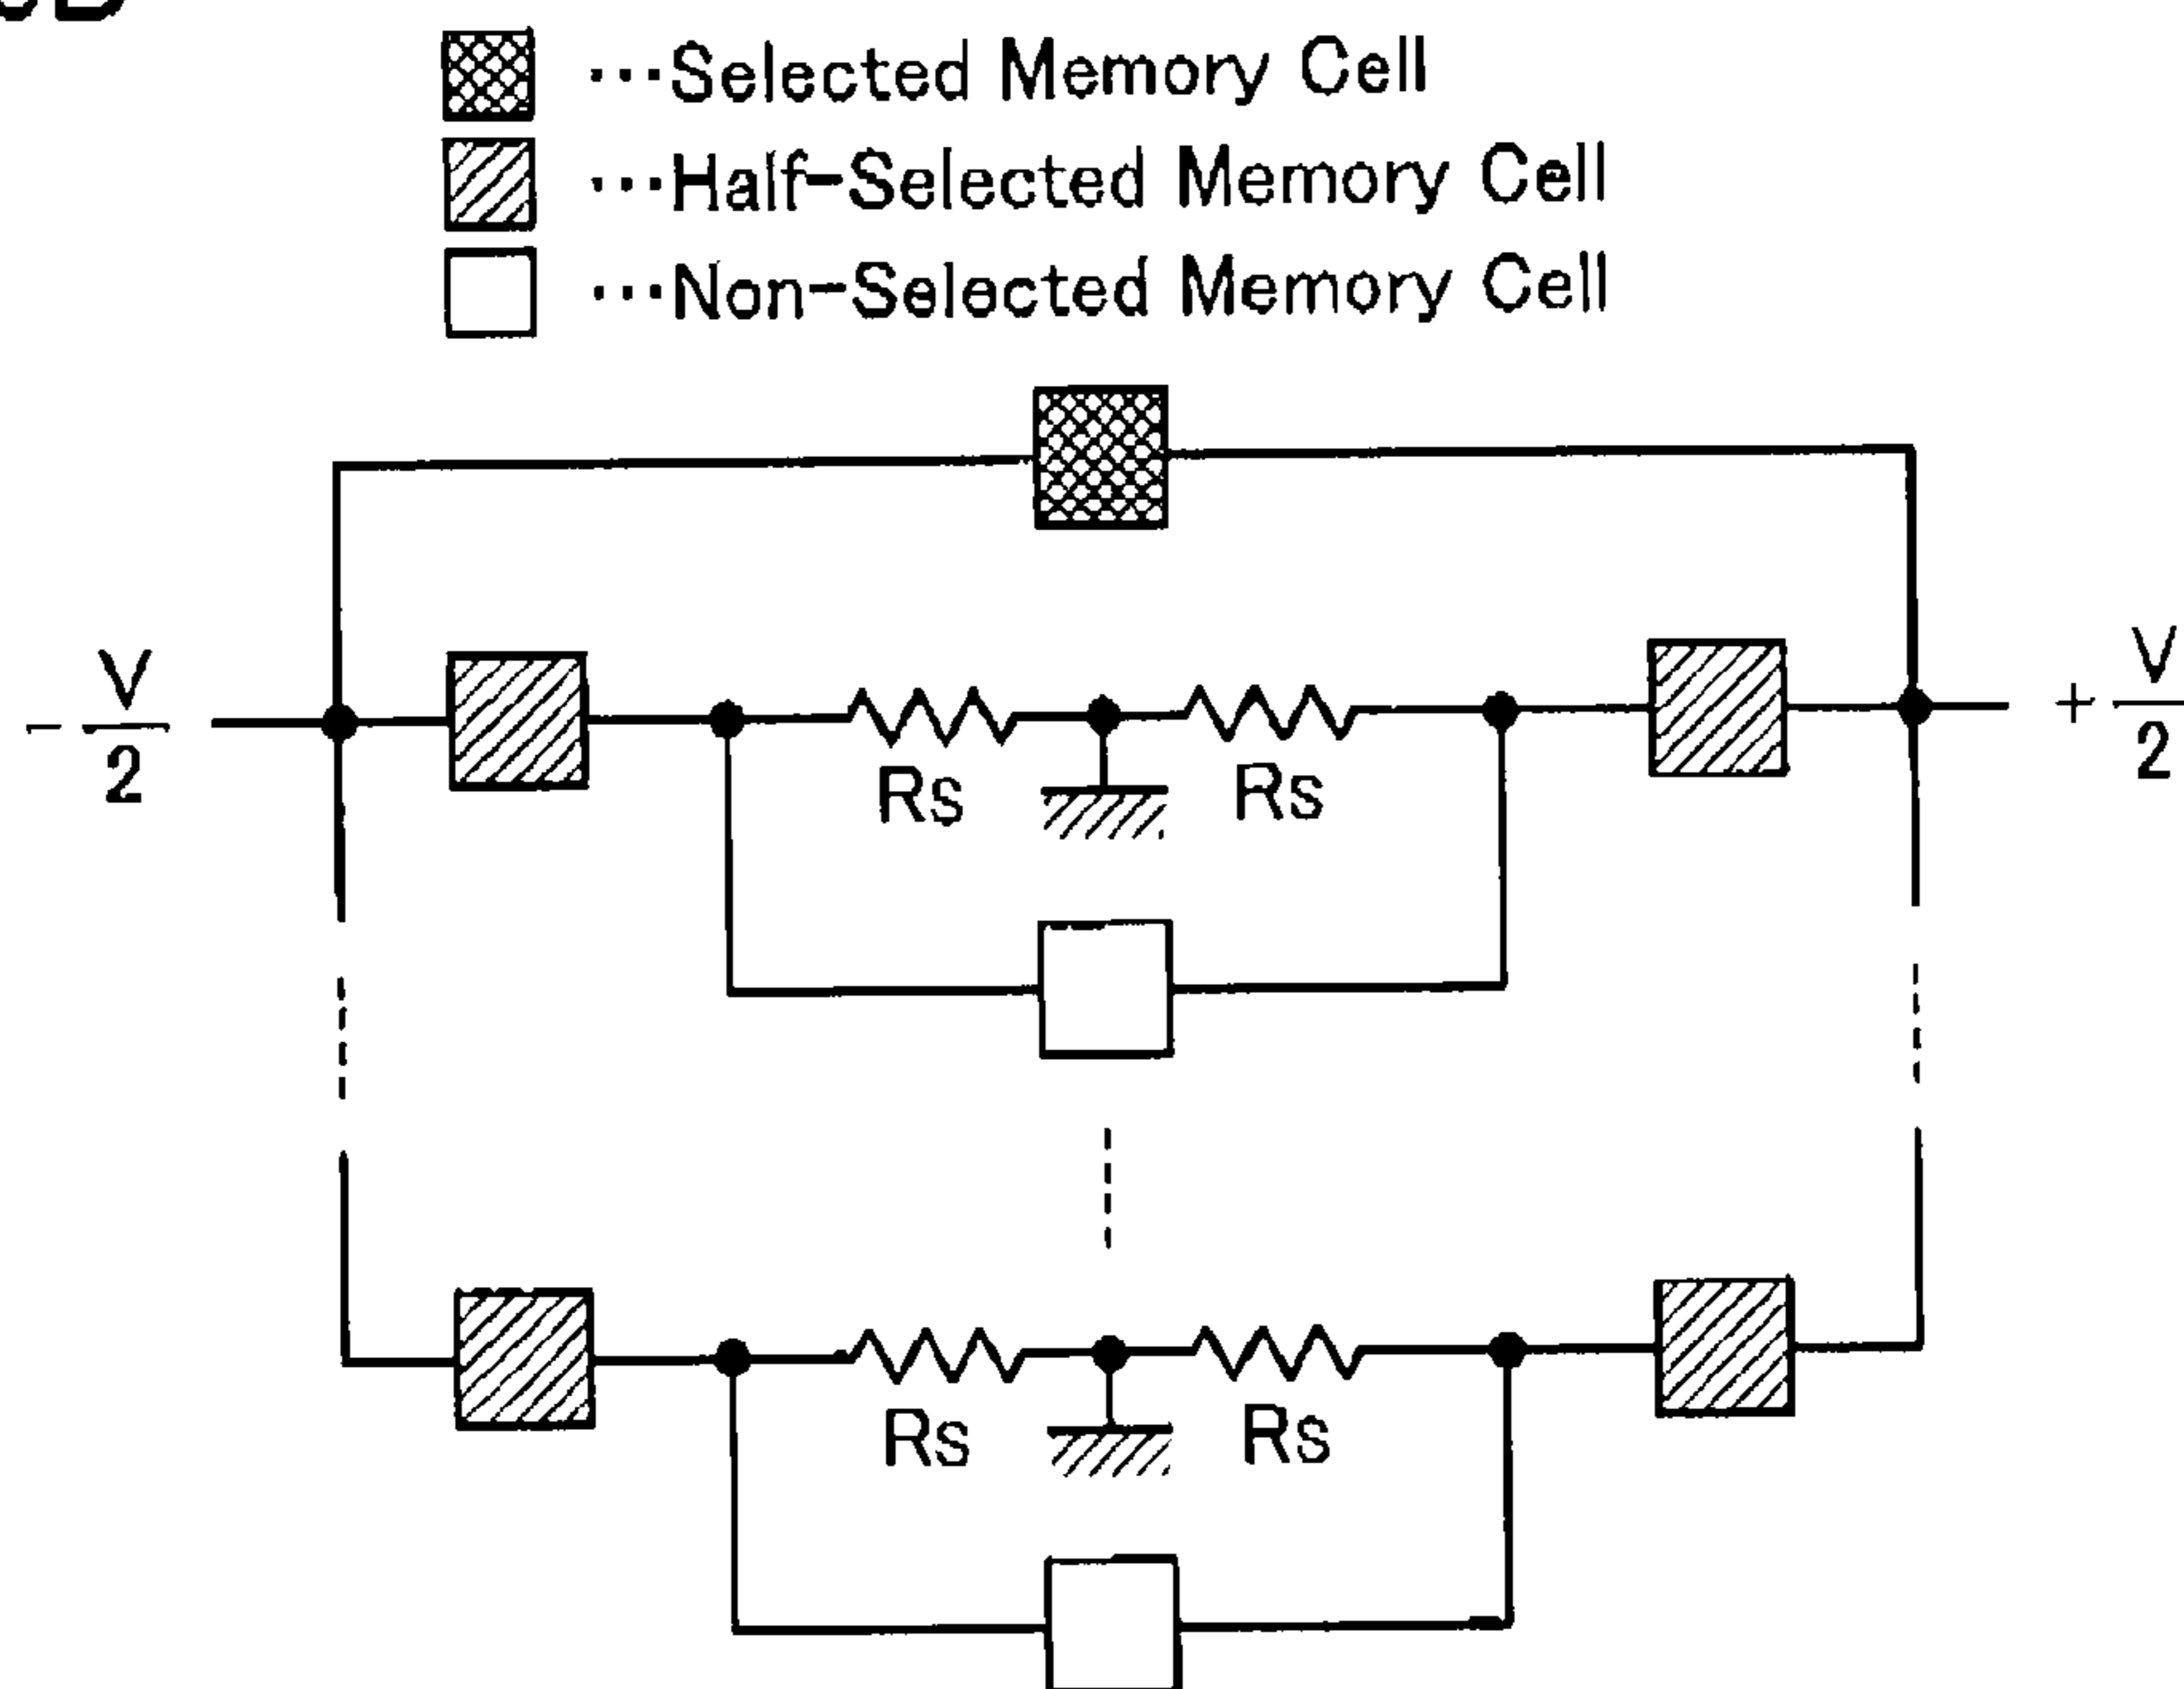 …Selected Memory Cell
…Half-Selected Memory Cell
…Non-Selected Memory Cell
− V/2
+ V/2
Rs Rs
Rs Rs